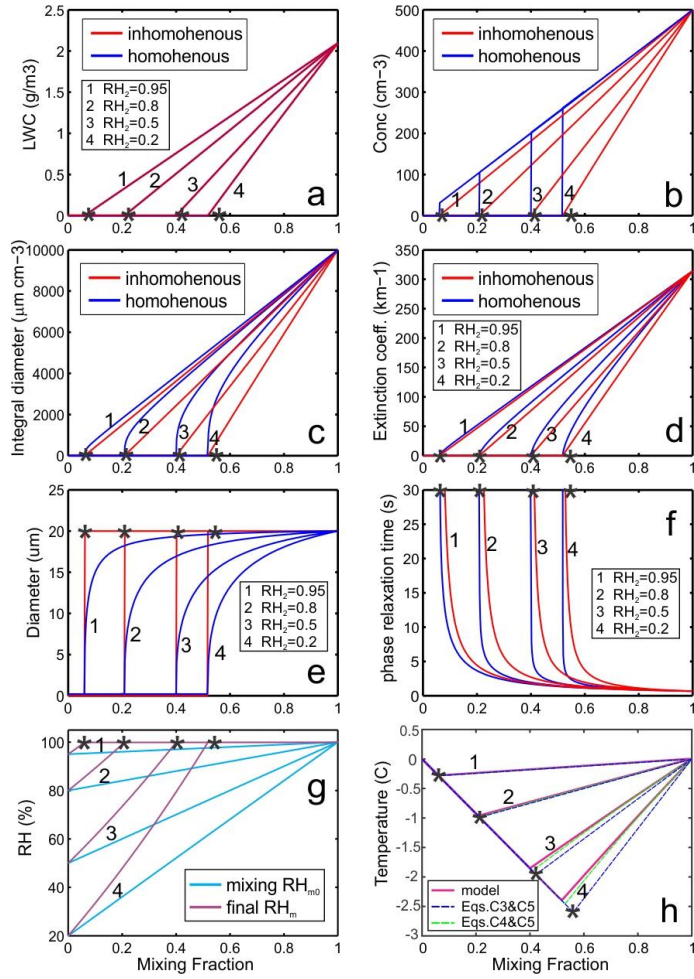 2.5
2
1.5
1
0.5
0
LWC (g/m3)
inhomohenous
homohenous
1 RH2=0.95
2 RH2=0.8
3 RH2=0.5
4 RH2=0.2
1
2
3
4
a
0 0.2 0.4 0.6 0.8 1
500
400
300
200
100
0
Conc (cm−3)
inhomohenous
homohenous
1
2
3
4
b
0 0.2 0.4 0.6 0.8 1
10000
8000
6000
4000
2000
0
Integral diameter (μm cm−3)
inhomohenous
homohenous
1
2
3
4
c
0 0.2 0.4 0.6 0.8 1
350
300
250
200
150
100
50
0
Extinction coeff. (km−1)
inhomohenous
homohenous
1 RH2=0.95
2 RH2=0.8
3 RH2=0.5
4 RH2=0.2
1
2
3
4
d
0 0.2 0.4 0.6 0.8 1
25
20
15
10
5
0
Diameter (um)
1 RH2=0.95
2 RH2=0.8
3 RH2=0.5
4 RH2=0.2
1
2
3
4
e
0 0.2 0.4 0.6 0.8 1
30
25
20
15
10
5
0
phase relaxation time (s)
1
2
3
4
f
1 RH2=0.95
2 RH2=0.8
3 RH2=0.5
4 RH2=0.2
0 0.2 0.4 0.6 0.8 1
100
80
60
40
20
RH (%)
1
2
3
4
g
mixing RHm0
final RHm
0 0.2 0.4 0.6 0.8 1
Mixing Fraction
0.5
0
-0.5
-1
-1.5
-2
-2.5
-3
Temperature (C)
1
2
3
4
h
model
Eqs.C3&C5
Eqs.C4&C5
0 0.2 0.4 0.6 0.8 1
Mixing Fraction